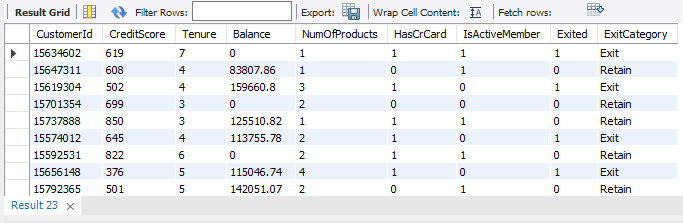 Result Grid Filter Rows: Export: Wrap Cell Content: Fetch rows:
CustomerId CreditScore Tenure Balance NumOfProducts HasCrCard IsActiveMember Exited ExitCategory
15634602 619 7 0 1 1 1 1 Exit
15647311 608 4 83807.86 1 0 1 0 Retain
15619304 502 4 159660.8 3 1 0 1 Exit
15701354 699 3 0 2 0 0 0 Retain
15737888 850 3 125510.82 1 1 1 0 Retain
15574012 645 4 113755.78 2 1 0 1 Exit
15592531 822 6 0 2 1 1 0 Retain
15656148 376 5 115046.74 4 1 0 1 Exit
15792365 501 5 142051.07 2 0 1 0 Retain
Result 23